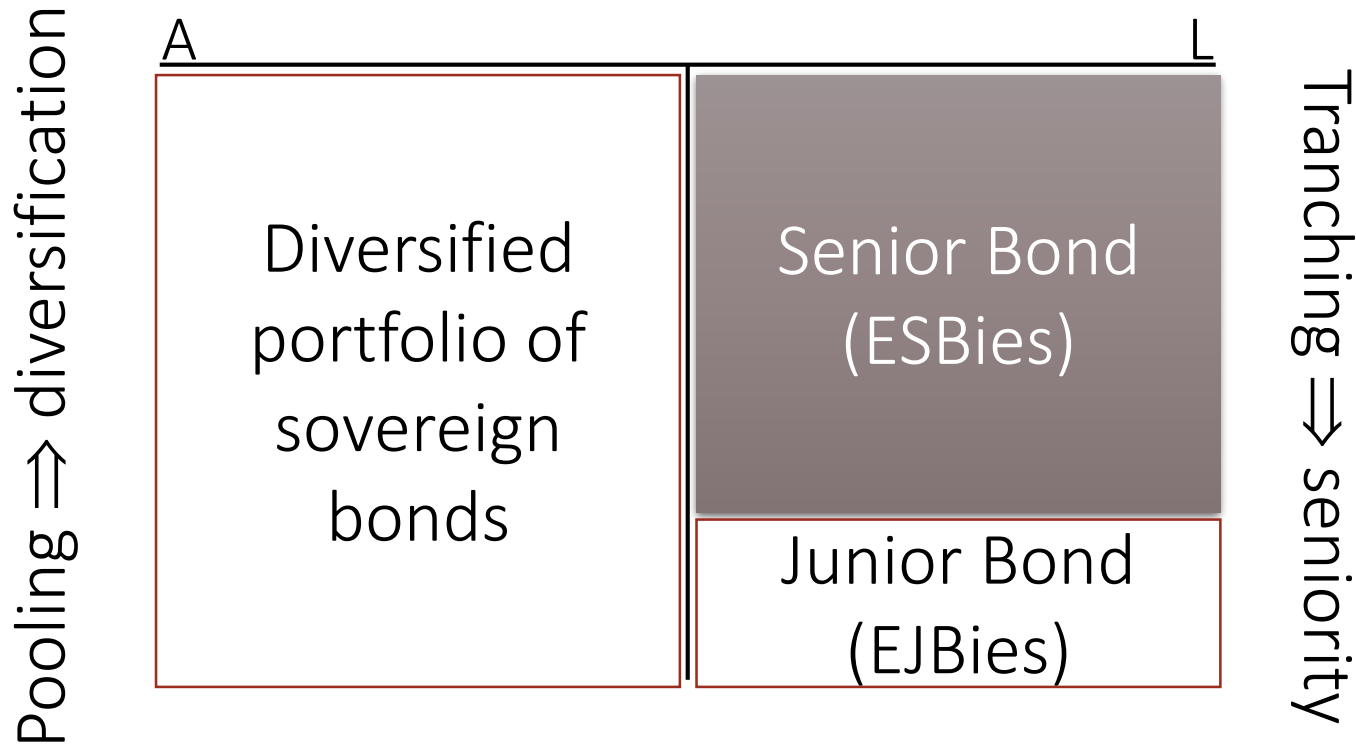 Pooling ⇒ diversification
A
L
Diversified
portfolio of
sovereign
bonds
Senior Bond
(ESBies)
Junior Bond
(EJBies)
Tranching ⇒ seniority